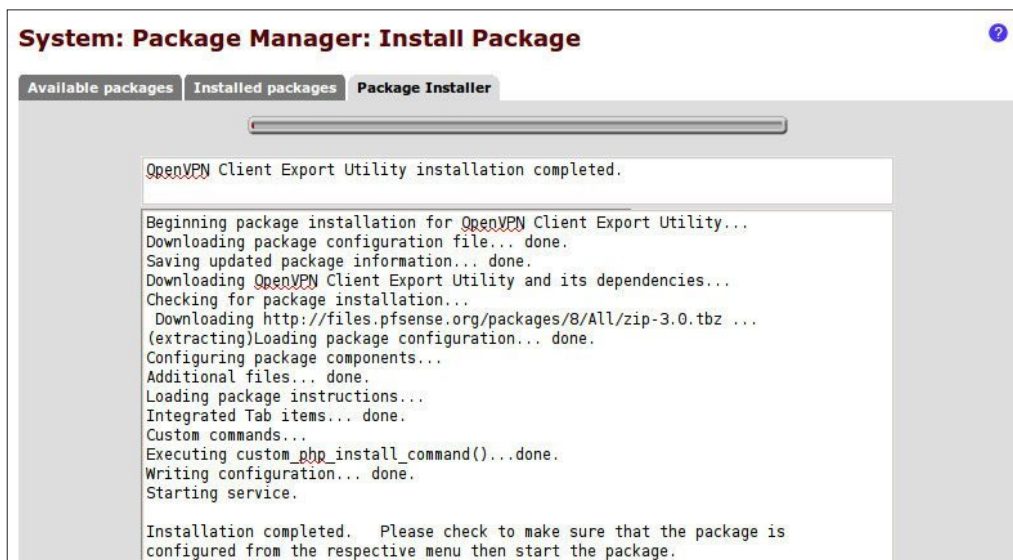 System: Package Manager: Install Package
?
Available packages Installed packages Package Installer
OpenVPN Client Export Utility installation completed.
Beginning package installation for OpenVPN Client Export Utility...
Downloading package configuration file... done.
Saving updated package information... done.
Downloading OpenVPN Client Export Utility and its dependencies...
Checking for package installation...
Downloading http://files.pfsense.org/packages/8/All/zip-3.0.tbz ...
(extracting)Loading package configuration... done.
Configuring package components...
Additional files... done.
Loading package instructions...
Integrated Tab items... done.
Custom commands...
Executing custom_php_install_command()...done.
Writing configuration... done.
Starting service.
Installation completed.   Please check to make sure that the package is
configured from the respective menu then start the package.